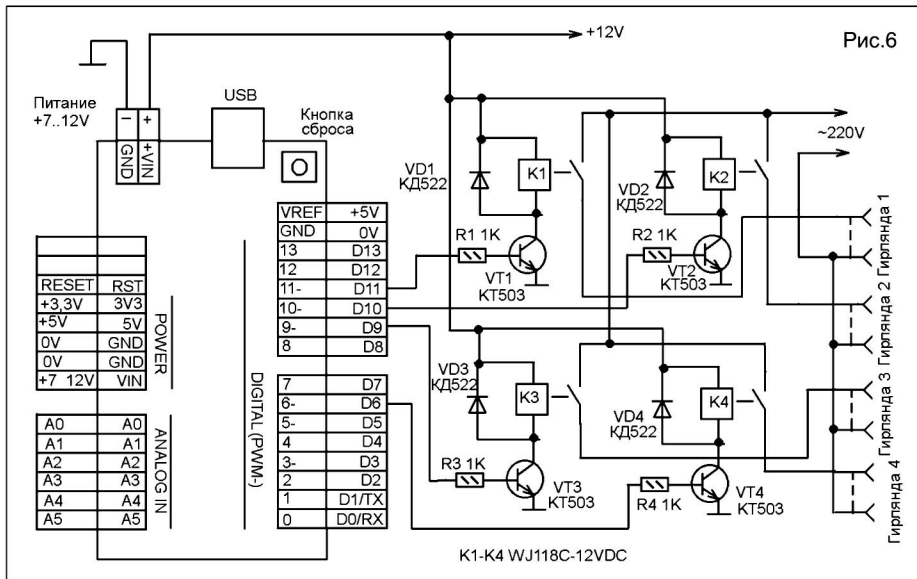 Рис.6
+12V
Питание
+7..12V
–
+
GND
+VIN
USB
Кнопка
сброса
~220V
VD1
КД522
K1
VD2
КД522
K2
R1 1K
VT1
КТ503
R2 1K
VT2
КТ503
VREF +5V
GND 0V
13 D13
12 D12
11- D11
10- D10
9- D9
8 D8
7 D7
6- D6
5- D5
4 D4
3- D3
2 D2
1 D1/TX
0 D0/RX
DIGITAL (PWM-)
RESET RST
+3,3V 3V3
+5V 5V
0V GND
0V GND
+7 12V VIN
POWER
A0 A0
A1 A1
A2 A2
A3 A3
A4 A4
A5 A5
ANALOG IN
VD3
КД522
K3
VD4
КД522
K4
R3 1K
VT3
КТ503
R4 1K
VT4
КТ503
Гирлянда 1
Гирлянда 2
Гирлянда 3
Гирлянда 4
K1-K4 WJ118C-12VDC